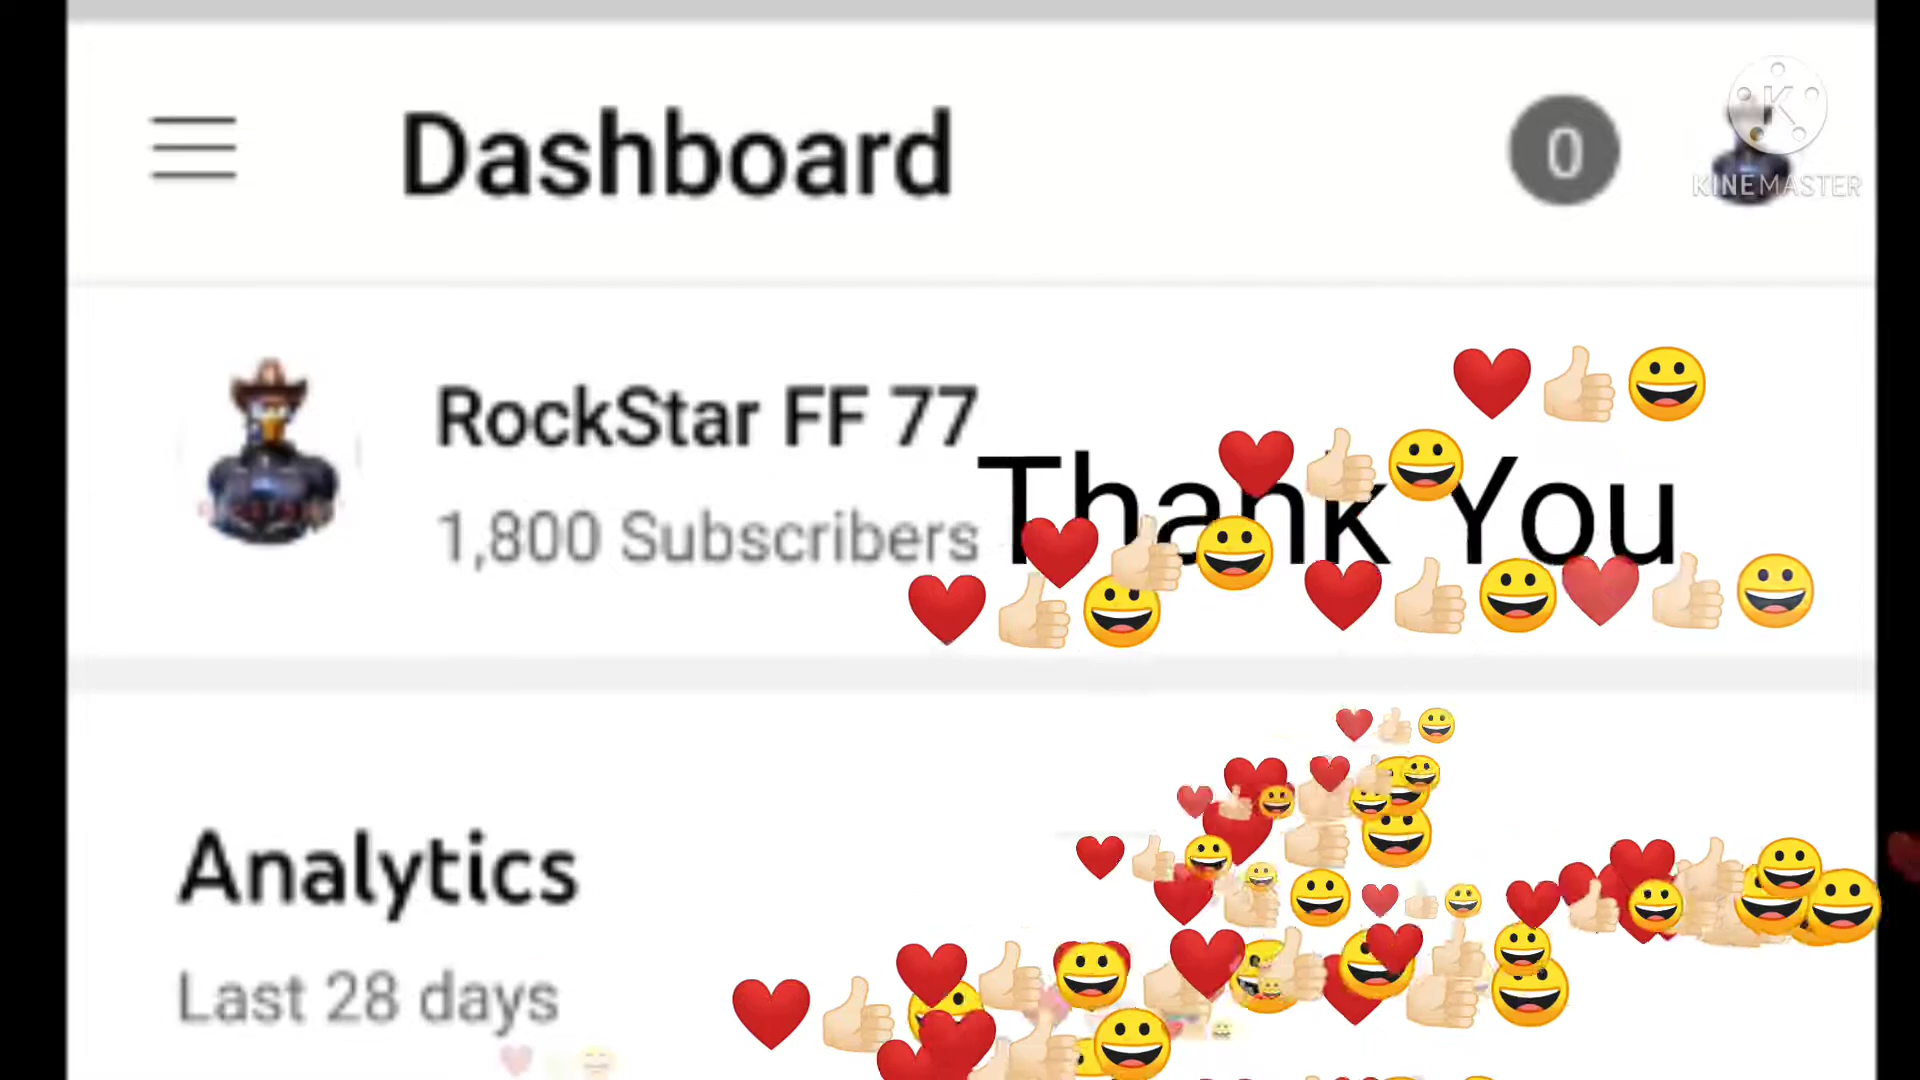 Dashboard
0
K
KINEMASTER
RockStar FF 77
1,800 Subscribers
Thank You
Analytics
Last 28 days